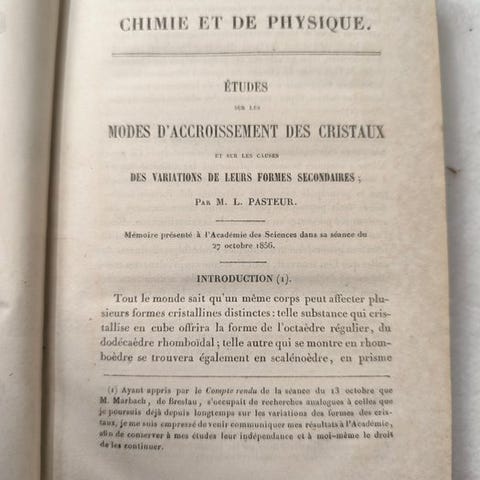 CHIMIE ET DE PHYSIQUE.
ÉTUDES
SUR LES
MODES D'ACCROISSEMENT DES CRISTAUX
ET SUR LES CAUSES
DES VARIATIONS DE LEURS FORMES SECONDAIRES;
PAR M. L. PASTEUR.
Mémoire présenté à l'Académie des Sciences dans sa séance du
27 octobre 1856.
INTRODUCTION (1).
Tout le monde sait qu'un même corps peut affecter plu-
sieurs formes cristallines distinctes : telle substance qui cris-
tallise en cube offrira la forme de l'octaèdre régulier, du
dodécaèdre rhomboïdal; telle autre qui se montre en rhom-
boèdre se trouvera également en scalénoèdre, en prisme
(1) Ayant appris par le Compte rendu de la séance du 13 octobre que
M. Marbach, de Breslau, s'occupait de recherches analogues à celles que
je poursuis déjà depuis longtemps sur les variations des formes des cris-
taux, je me suis empressé de venir communiquer mes résultats à l'Académie,
afin de conserver à mes études leur indépendance et à moi-même le droit
de les continuer.